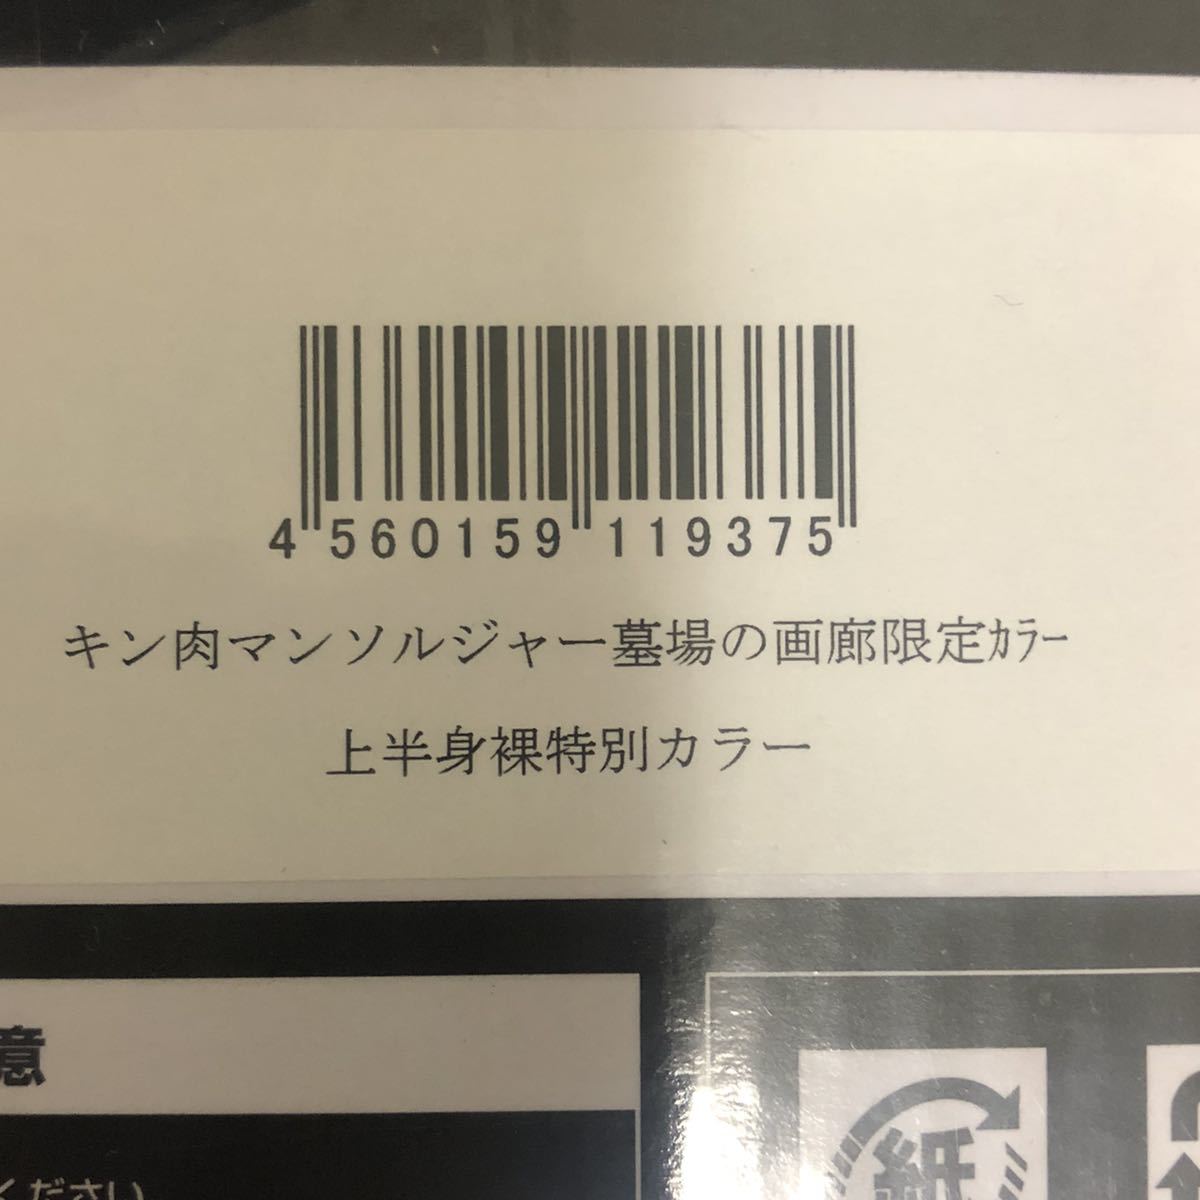 4 560159 119375
キン肉マンソルジャー墓場の画廊限定ｶﾗｰ
上半身裸特別カラー
意
ください
紙